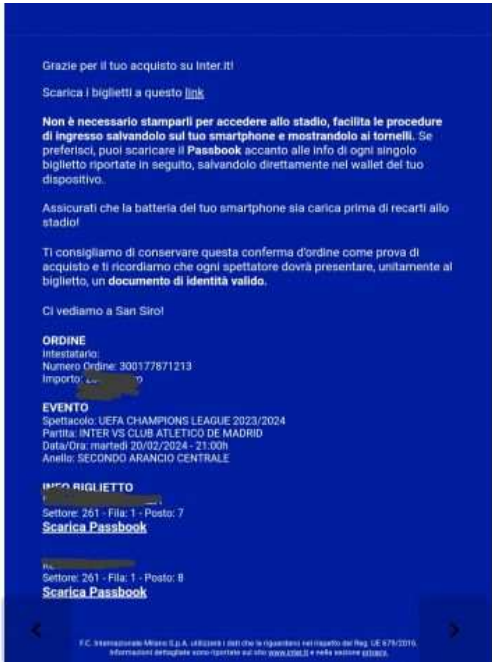 Grazie per il tuo acquisto su Inter.it!
Scarica i biglietti a questo link
Non è necessario stamparli per accedere allo stadio, facilita le procedure
di ingresso salvandolo sul tuo smartphone e mostrandolo ai tornelli. Se
preferisci, puoi scaricare il Passbook accanto alle info di ogni singolo
biglietto riportate in seguito, salvandolo direttamente nel wallet del tuo
dispositivo.
Assicurati che la batteria del tuo smartphone sia carica prima di recarti allo
stadio!
Ti consigliamo di conservare questa conferma d'ordine come prova di
acquisto e ti ricordiamo che ogni spettatore dovrà presentare, unitamente al
biglietto, un documento di identità valido.
Ci vediamo a San Siro!
ORDINE
Intestatario:
Numero Ordine: 300177871213
Importo:
EVENTO
Spettacolo: UEFA CHAMPIONS LEAGUE 2023/2024
Partita: INTER VS CLUB ATLETICO DE MADRID
Data/Ora: martedì 20/02/2024 - 21:00h
Anello: SECONDO ARANCIO CENTRALE
INFO BIGLIETTO
Settore: 261 - Fila: 1 - Posto: 7
Scarica Passbook
Settore: 261 - Fila: 1 - Posto: 8
Scarica Passbook
F.C. Internazionale Milano S.p.A. utilizzerà i dati che la riguardano nel rispetto del Reg. UE 679/2016.
Informazioni dettagliate sono riportate sul sito www.inter.it e nella sezione privacy.